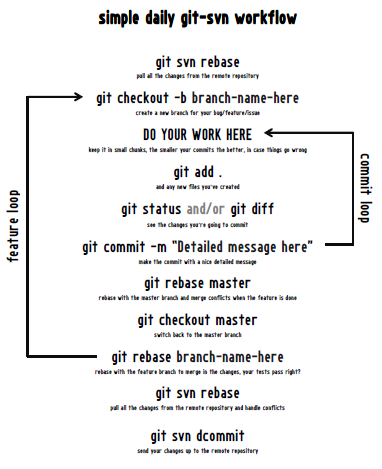 simple daily git-svn workflow
git svn rebase
pull all the changes from the remote repository
git checkout -b branch-name-here
create a new branch for your bug/feature/issue
DO YOUR WORK HERE
keep it in small chunks, the smaller your commits the better, in case things go wrong
git add .
and any new files you've created
git status and/or git diff
see the changes you're going to commit
git commit -m "Detailed message here"
make the commit with a nice detailed message
git rebase master
rebase with the master branch and merge conflicts when the feature is done
git checkout master
switch back to the master branch
git rebase branch-name-here
rebase with the feature branch to merge in the changes, your tests pass right?
git svn rebase
pull all the changes from the remote repository and handle conflicts
git svn dcommit
send your changes up to the remote repository
feature loop
commit loop